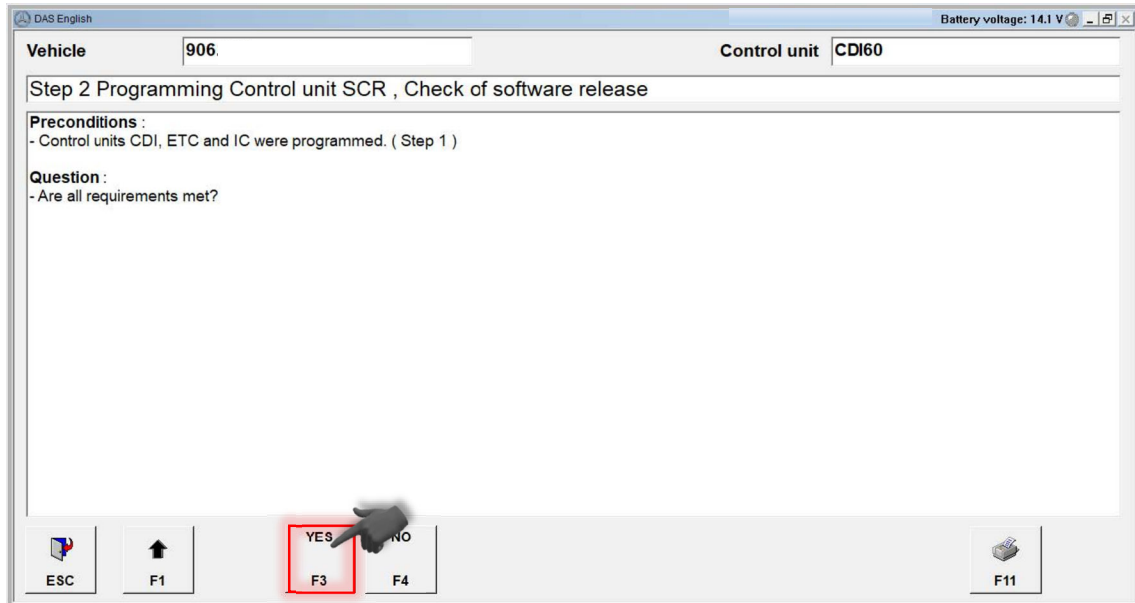 DAS English
Battery voltage: 14.1 V
Vehicle 906. Control unit CDI60
Step 2 Programming Control unit SCR , Check of software release
Preconditions :
- Control units CDI, ETC and IC were programmed. ( Step 1 )
Question :
- Are all requirements met?
YES NO
ESC F1 F3 F4 F11